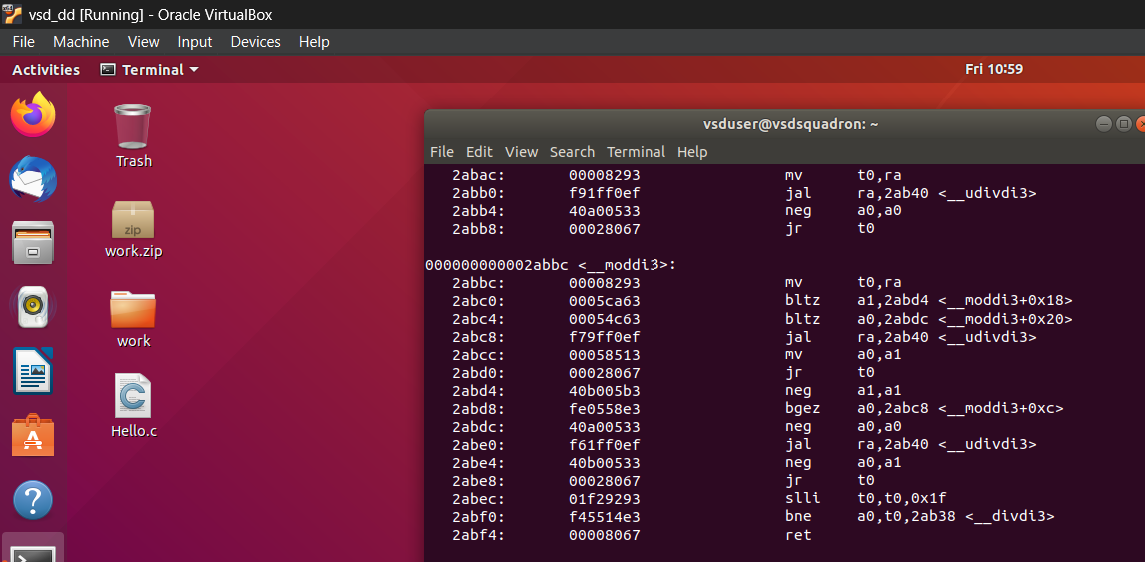 vsd_dd [Running] - Oracle VirtualBox
File Machine View Input Devices Help
Activities Terminal Fri 10:59
Trash
zip
work.zip
work
C
Hello.c
vsduser@vsdsquadron: ~
File Edit View Search Terminal Help
2abac: 00008293 mv t0,ra
2abb0: f91ff0ef jal ra,2ab40 <__udivdi3>
2abb4: 40a00533 neg a0,a0
2abb8: 00028067 jr t0
000000000002abbc <__moddi3>:
2abbc: 00008293 mv t0,ra
2abc0: 0005ca63 bltz a1,2abd4 <__moddi3+0x18>
2abc4: 00054c63 bltz a0,2abdc <__moddi3+0x20>
2abc8: f79ff0ef jal ra,2ab40 <__udivdi3>
2abcc: 00058513 mv a0,a1
2abd0: 00028067 jr t0
2abd4: 40b005b3 neg a1,a1
2abd8: fe0558e3 bgez a0,2abc8 <__moddi3+0xc>
2abdc: 40a00533 neg a0,a0
2abe0: f61ff0ef jal ra,2ab40 <__udivdi3>
2abe4: 40b00533 neg a0,a1
2abe8: 00028067 jr t0
2abec: 01f29293 slli t0,t0,0x1f
2abf0: f45514e3 bne a0,t0,2ab38 <__divdi3>
2abf4: 00008067 ret